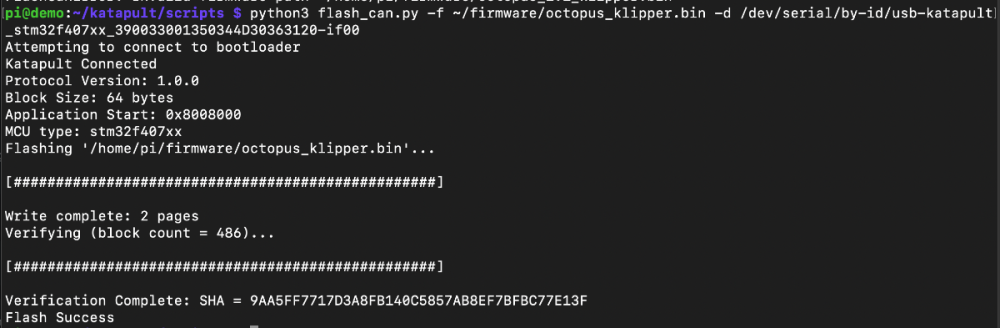 pi@demo:~/katapult/scripts $ python3 flash_can.py -f ~/firmware/octopus_klipper.bin -d /dev/serial/by-id/usb-katapult
_stm32f407xx_390033001350344D30363120-if00
Attempting to connect to bootloader
Katapult Connected
Protocol Version: 1.0.0
Block Size: 64 bytes
Application Start: 0x8008000
MCU type: stm32f407xx
Flashing '/home/pi/firmware/octopus_klipper.bin'...
[##################################################]
Write complete: 2 pages
Verifying (block count = 486)...
[##################################################]
Verification Complete: SHA = 9AA5FF7717D3A8FB140C5857AB8EF7BFBC77E13F
Flash Success